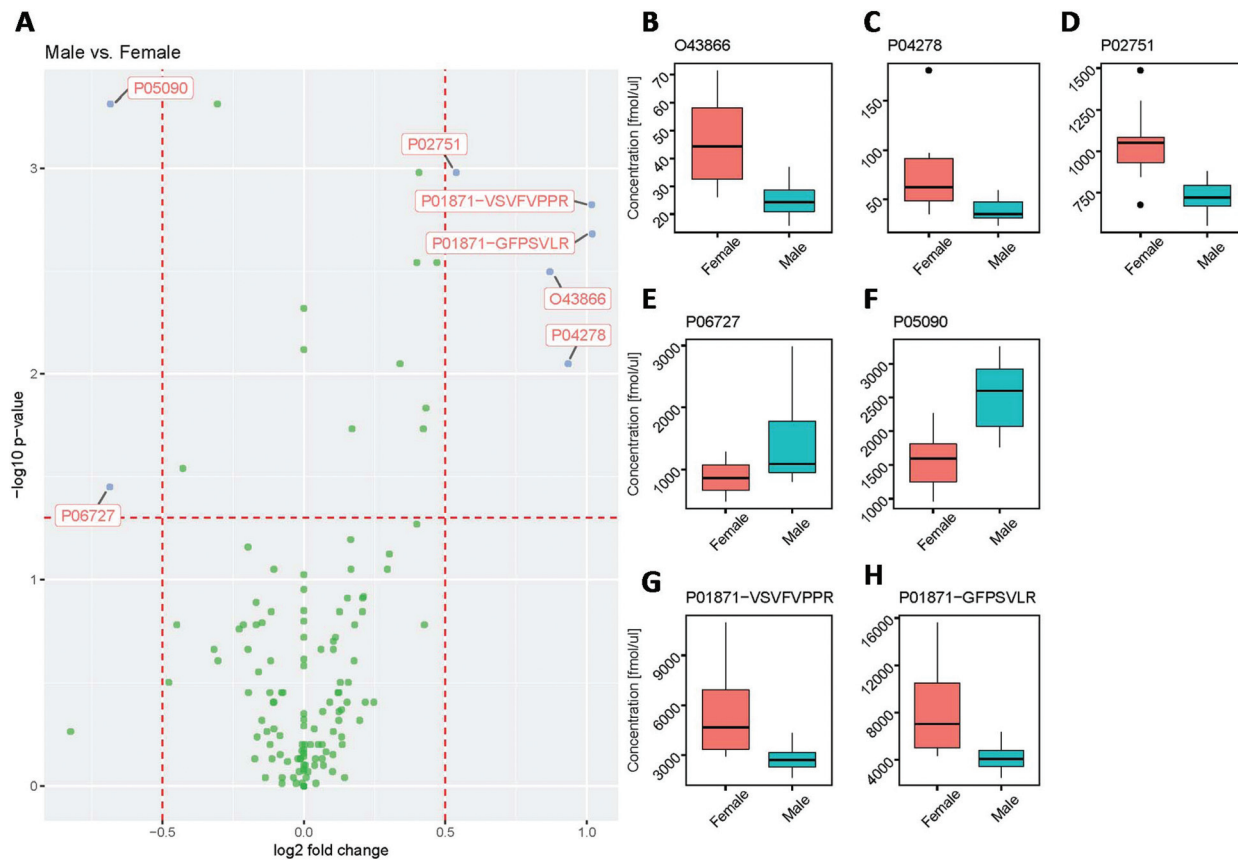 A
Male vs. Female
P05090
P02751
P01871-VSVFVPPR
P01871-GFPSVLR
O43866
P04278
P06727
−log10 p-value
3
2
1
0
−0.5
0.0
0.5
1.0
log2 fold change
B
O43866
Concentration [fmol/ul]
70
60
50
40
30
20
Female
Male
C
P04278
150
100
50
Female
Male
D
P02751
1500
1250
1000
750
Female
Male
E
P06727
Concentration [fmol/ul]
3000
2000
1000
Female
Male
F
P05090
3000
2500
2000
1500
1000
Female
Male
G
P01871-VSVFVPPR
Concentration [fmol/ul]
9000
6000
3000
Female
Male
H
P01871-GFPSVLR
16000
12000
8000
4000
Female
Male